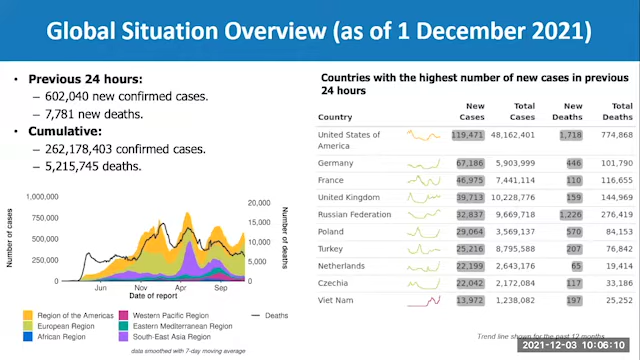 Global Situation Overview (as of 1 December 2021)
• Previous 24 hours:
– 602,040 new confirmed cases.
– 7,781 new deaths.
• Cumulative:
– 262,178,403 confirmed cases.
– 5,215,745 deaths.
1,000,000
750,000
500,000
250,000
0
Number of cases
20,000
15,000
10,000
5,000
0
Number of deaths
Jun Nov Apr Sep
Date of report
Region of the Americas
European Region
African Region
Western Pacific Region
Eastern Mediterranean Region
South-East Asia Region
Deaths
data smoothed with 7-day moving average
Countries with the highest number of new cases in previous
24 hours
Country New Cases Total Cases New Deaths Total Deaths
United States of America 119,471 48,162,401 1,718 774,868
Germany 67,186 5,903,999 446 101,790
France 46,975 7,441,114 110 116,655
United Kingdom 39,713 10,228,776 159 144,969
Russian Federation 32,837 9,669,718 1,226 276,419
Poland 29,064 3,569,137 570 84,153
Turkey 25,216 8,795,588 207 76,842
Netherlands 22,199 2,643,176 65 19,414
Czechia 22,042 2,172,084 117 33,186
Viet Nam 13,972 1,238,082 197 25,252
Trend line shown for the past 12 months
2021-12-03 10:06:10